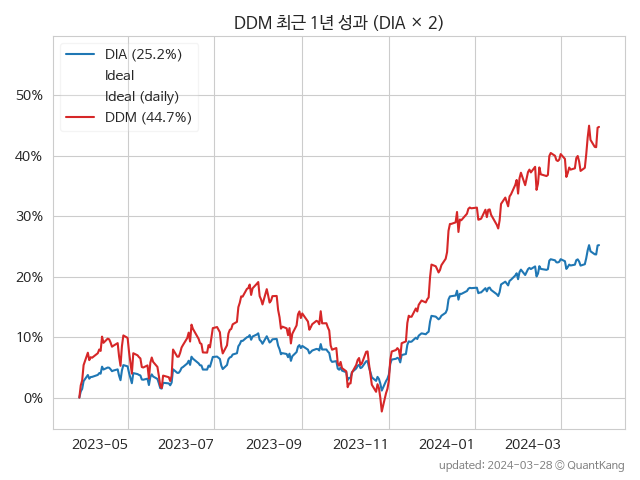 DDM 최근 1년 성과 (DIA × 2)
DIA (25.2%)
Ideal
Ideal (daily)
DDM (44.7%)
50%
40%
30%
20%
10%
0%
2023-05 2023-07 2023-09 2023-11 2024-01 2024-03
updated: 2024-03-28 © QuantKang